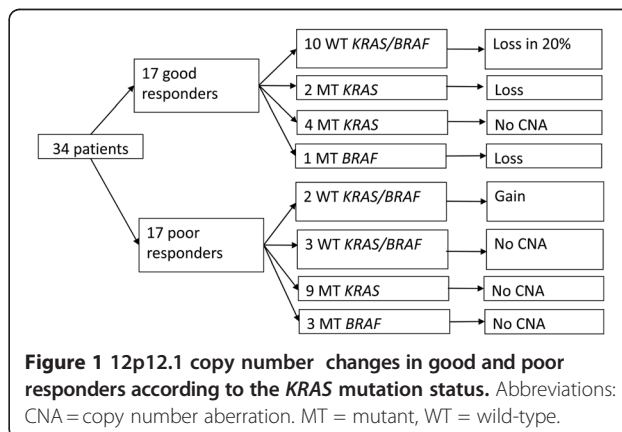 34 patients
17 good
responders
10 WT KRAS/BRAF
Loss in 20%
2 MT KRAS
Loss
4 MT KRAS
No CNA
1 MT BRAF
Loss
17 poor
responders
2 WT KRAS/BRAF
Gain
3 WT KRAS/BRAF
No CNA
9 MT KRAS
No CNA
3 MT BRAF
No CNA
Figure 1 12p12.1 copy number changes in good and poor
responders according to the KRAS mutation status. Abbreviations:
CNA = copy number aberration. MT = mutant, WT = wild-type.